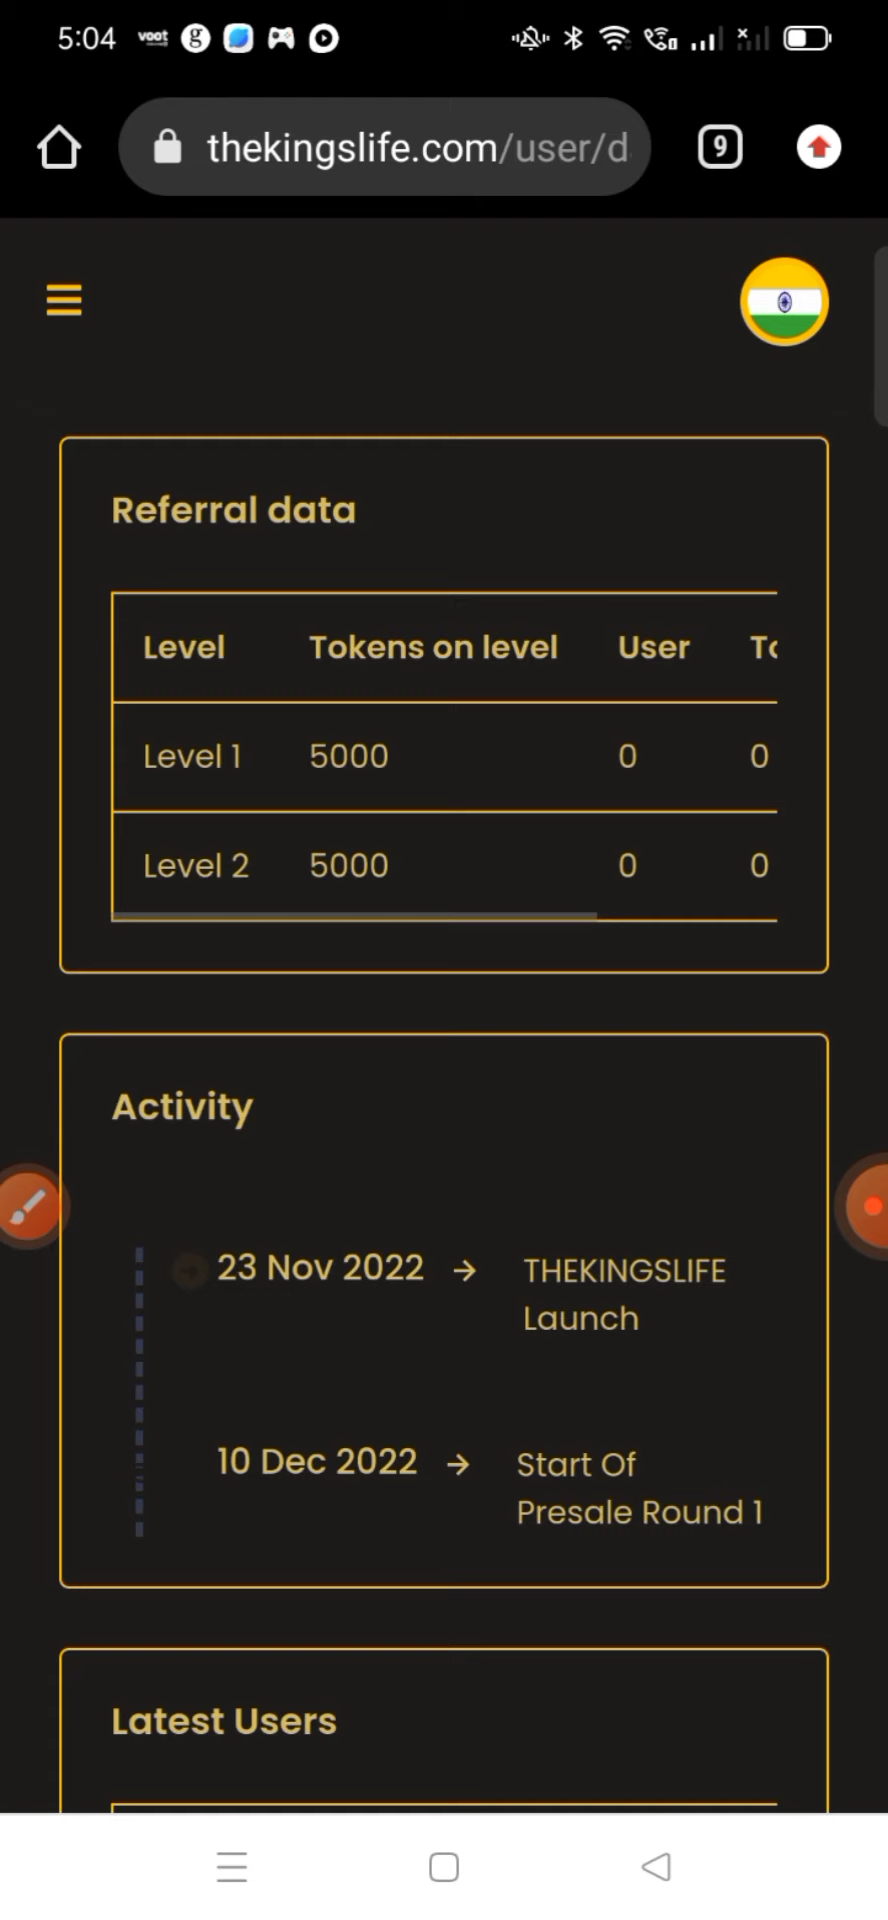 5:04 voot g
thekingslife.com/user/d 9
Referral data
Level Tokens on level User To
Level 1 5000 0 0
Level 2 5000 0 0
Activity
23 Nov 2022 → THEKINGSLIFE
Launch
10 Dec 2022 → Start Of
Presale Round 1
Latest Users